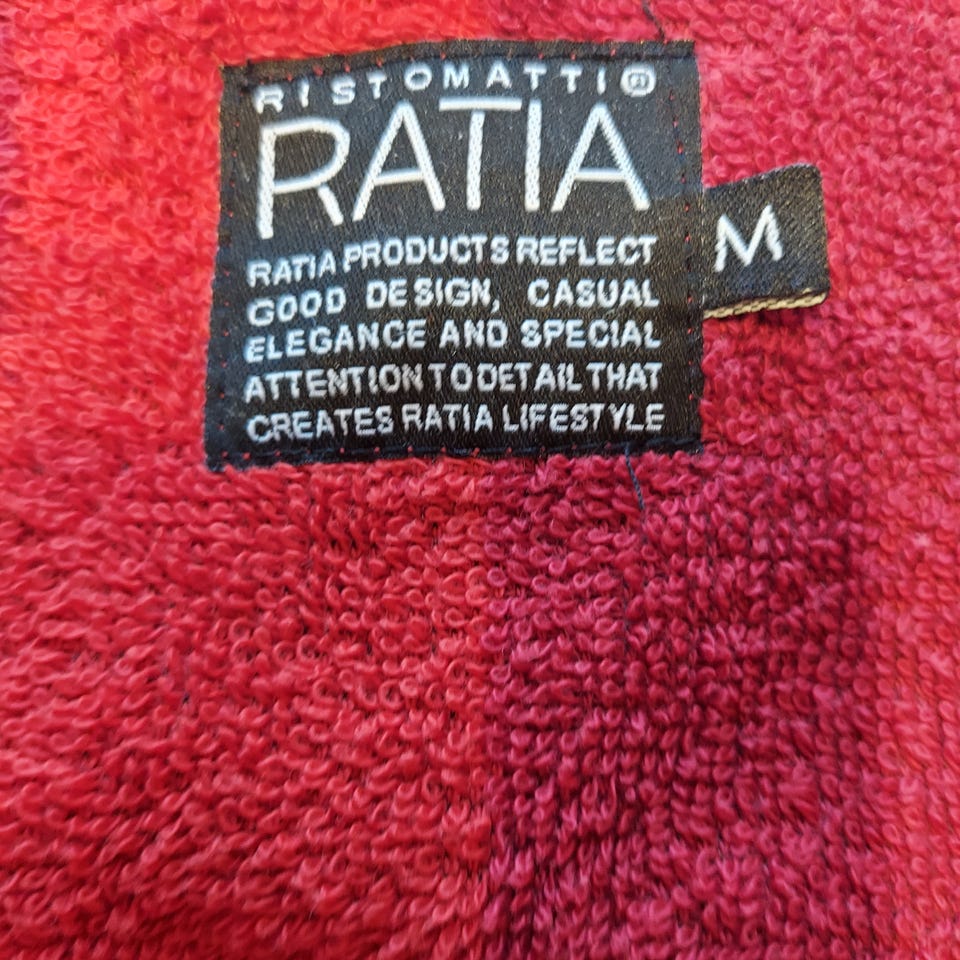 RISTOMATTI®
RATIA
RATIA PRODUCTS REFLECT
GOOD DESIGN, CASUAL
ELEGANCE AND SPECIAL
ATTENTION TO DETAIL THAT
CREATES RATIA LIFESTYLE
M